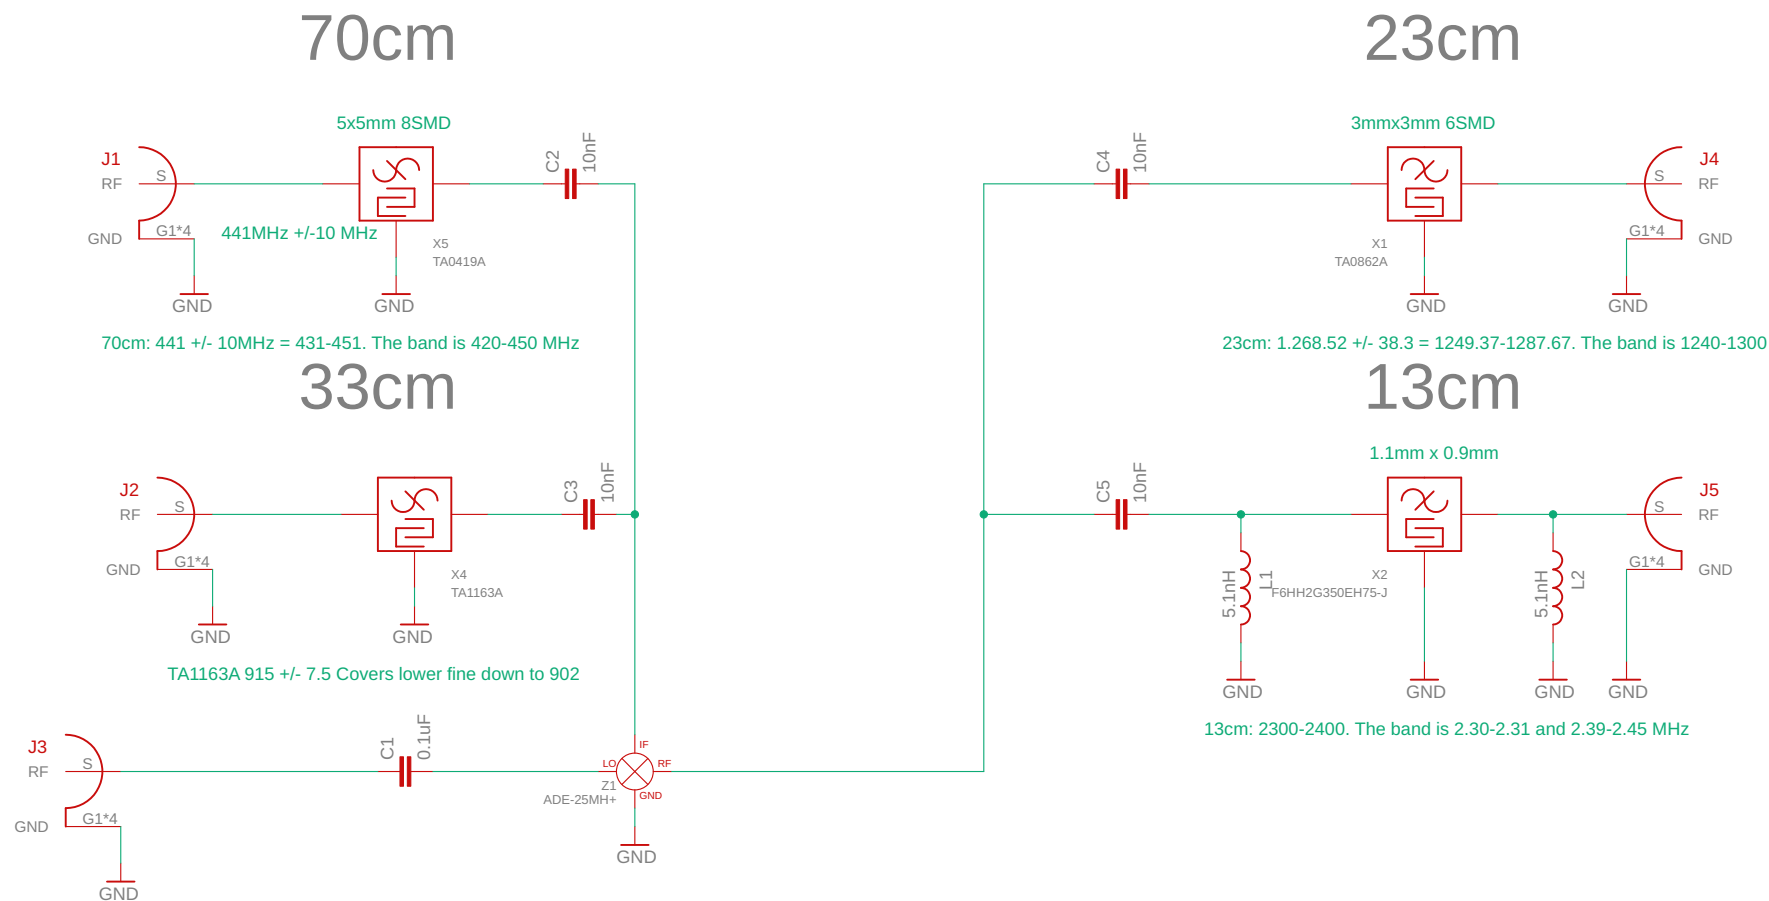 70cm
23cm
5x5mm 8SMD
3mmx3mm 6SMD
J1
RF
S
GND
G1*4
GND
441MHz +/-10 MHz
X5
TA0419A
GND
C2
10nF
C4
10nF
X1
TA0862A
GND
J4
RF
S
G1*4
GND
GND
70cm: 441 +/- 10MHz = 431-451. The band is 420-450 MHz
23cm: 1.268.52 +/- 38.3 = 1249.37-1287.67. The band is 1240-1300
33cm
13cm
1.1mm x 0.9mm
J2
RF
S
GND
G1*4
GND
X4
TA1163A
GND
C3
10nF
C5
10nF
5.1nH
L1
GND
X2
F6HH2G350EH75-J
GND
5.1nH
L2
GND
J5
RF
S
G1*4
GND
GND
TA1163A 915 +/- 7.5 Covers lower fine down to 902
13cm: 2300-2400. The band is 2.30-2.31 and 2.39-2.45 MHz
J3
RF
S
GND
G1*4
GND
C1
0.1uF
IF
LO
RF
GND
Z1
ADE-25MH+
GND